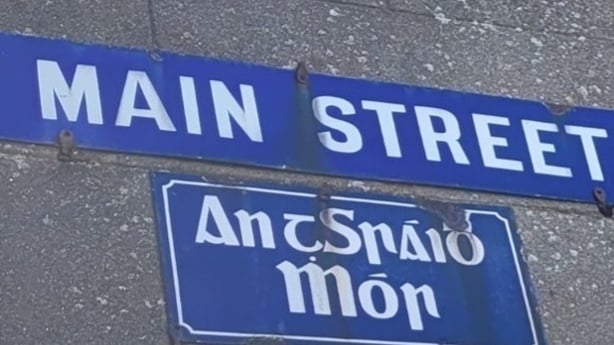 MAIN STREET
An tSráid
Ṁór